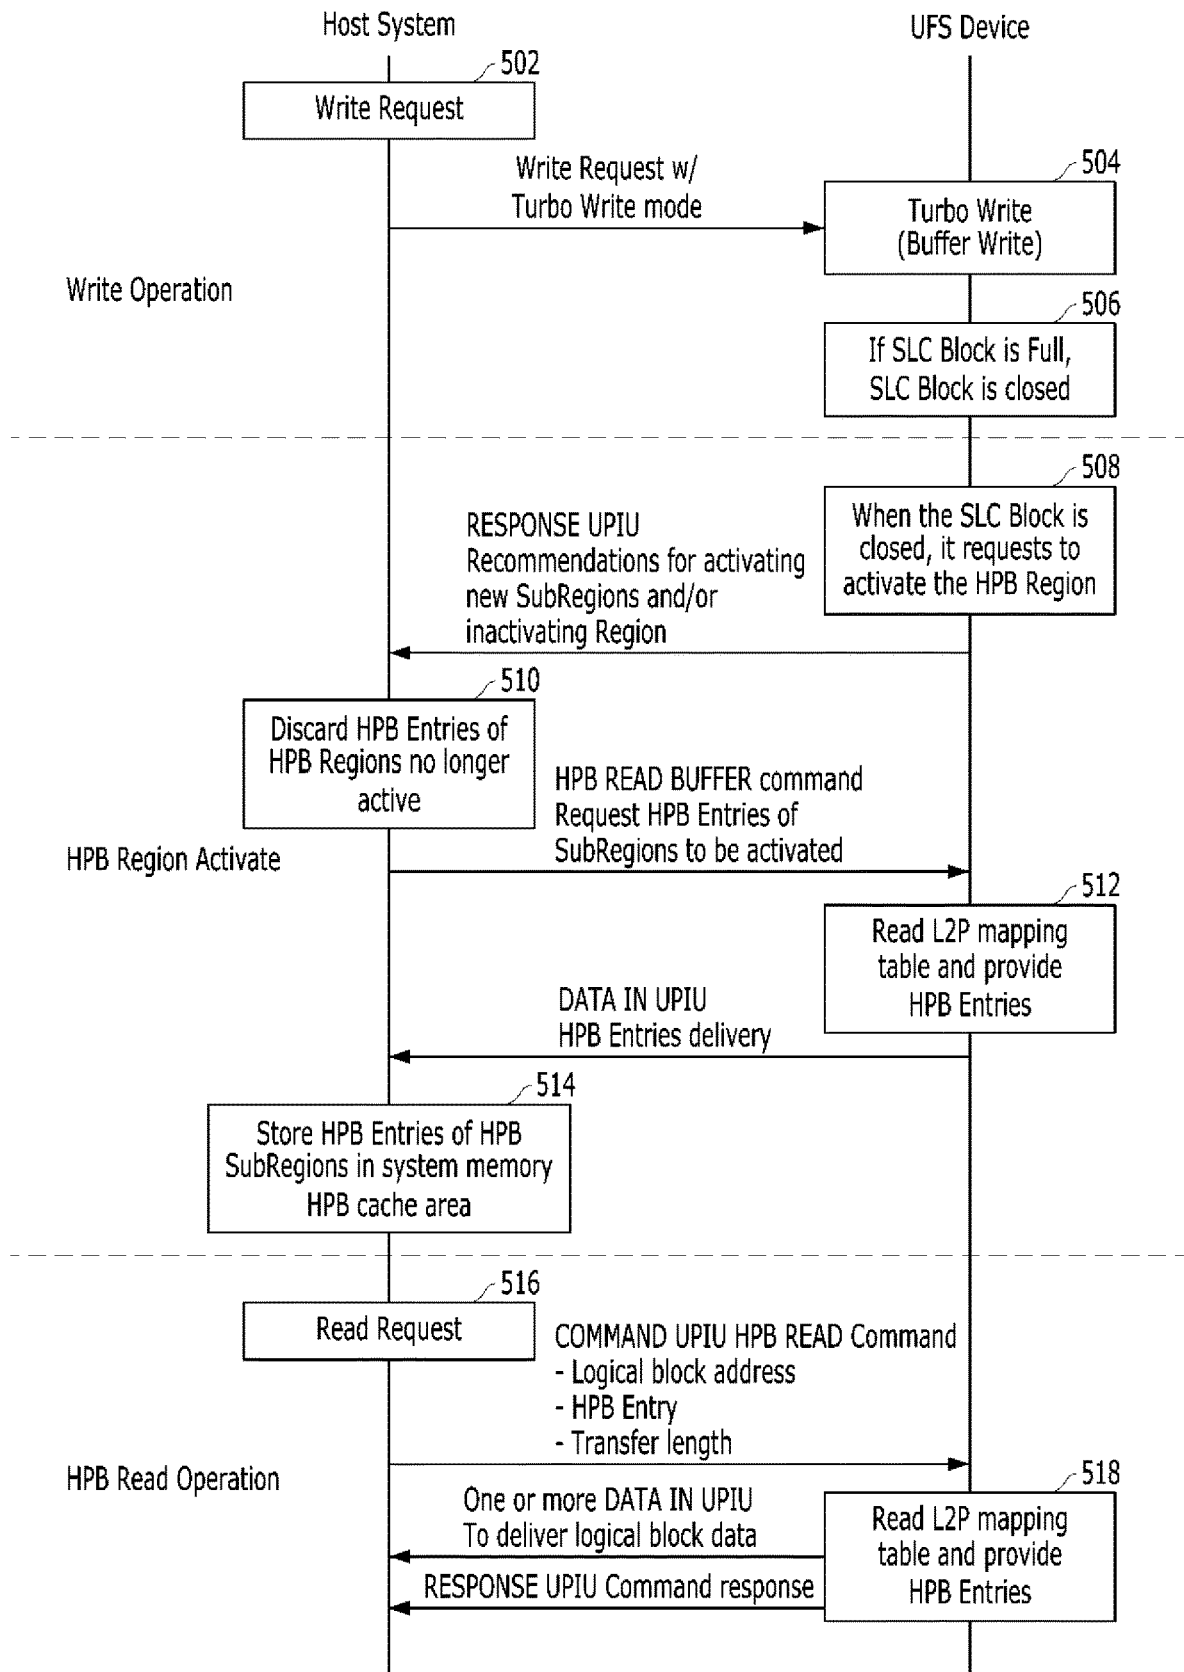 Host System
UFS Device
502
Write Request
Write Request w/
Turbo Write mode
504
Turbo Write
(Buffer Write)
Write Operation
506
If SLC Block is Full,
SLC Block is closed
508
When the SLC Block is
closed, it requests to
activate the HPB Region
RESPONSE UPIU
Recommendations for activating
new SubRegions and/or
inactivating Region
510
Discard HPB Entries of
HPB Regions no longer
active
HPB READ BUFFER command
Request HPB Entries of
SubRegions to be activated
HPB Region Activate
512
Read L2P mapping
table and provide
HPB Entries
DATA IN UPIU
HPB Entries delivery
514
Store HPB Entries of HPB
SubRegions in system memory
HPB cache area
516
Read Request
COMMAND UPIU HPB READ Command
- Logical block address
- HPB Entry
- Transfer length
HPB Read Operation
518
Read L2P mapping
table and provide
HPB Entries
One or more DATA IN UPIU
To deliver logical block data
RESPONSE UPIU Command response